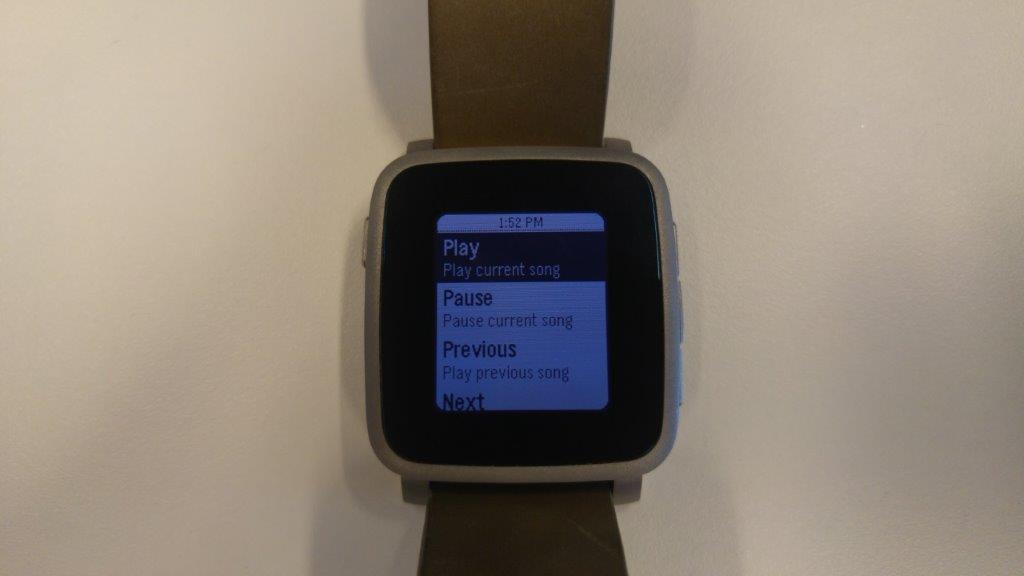 1:52 PM
Play
Play current song
Pause
Pause current song
Previous
Play previous song
Next